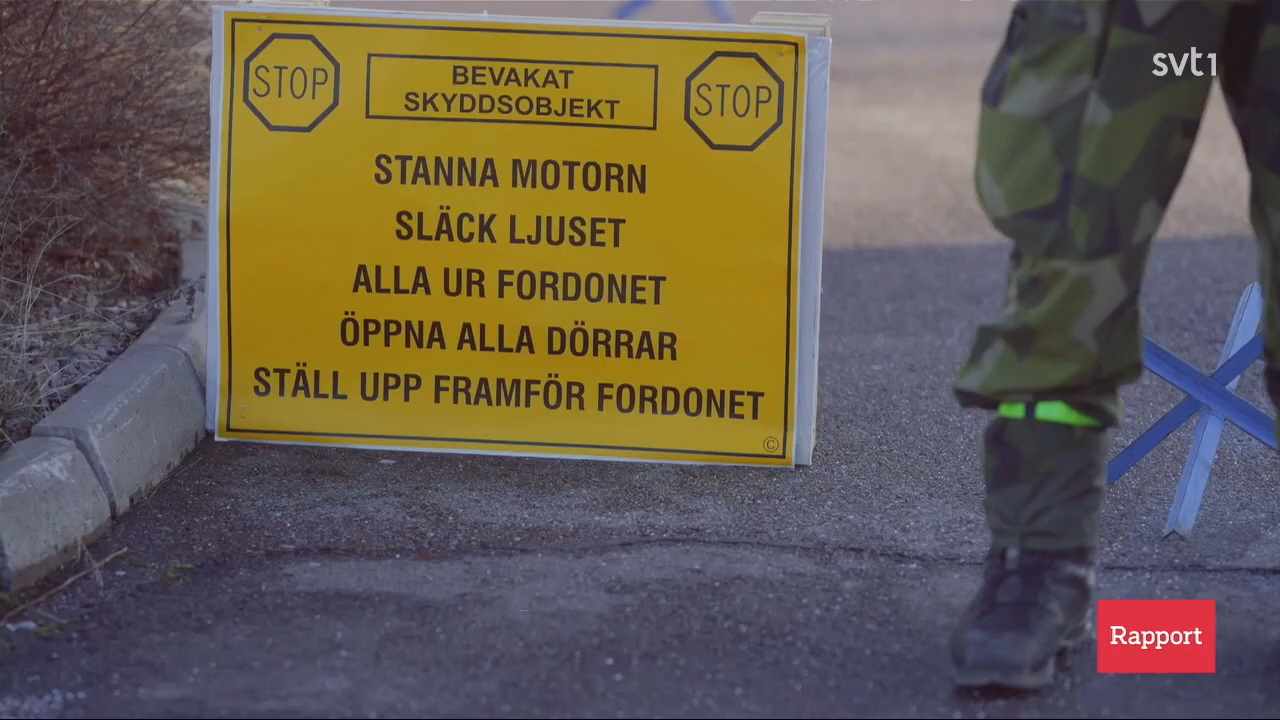 svt1
STOP
BEVAKAT
SKYDDSOBJEKT
STOP
STANNA MOTORN
SLÄCK LJUSET
ALLA UR FORDONET
ÖPPNA ALLA DÖRRAR
STÄLL UPP FRAMFÖR FORDONET
©
Rapport